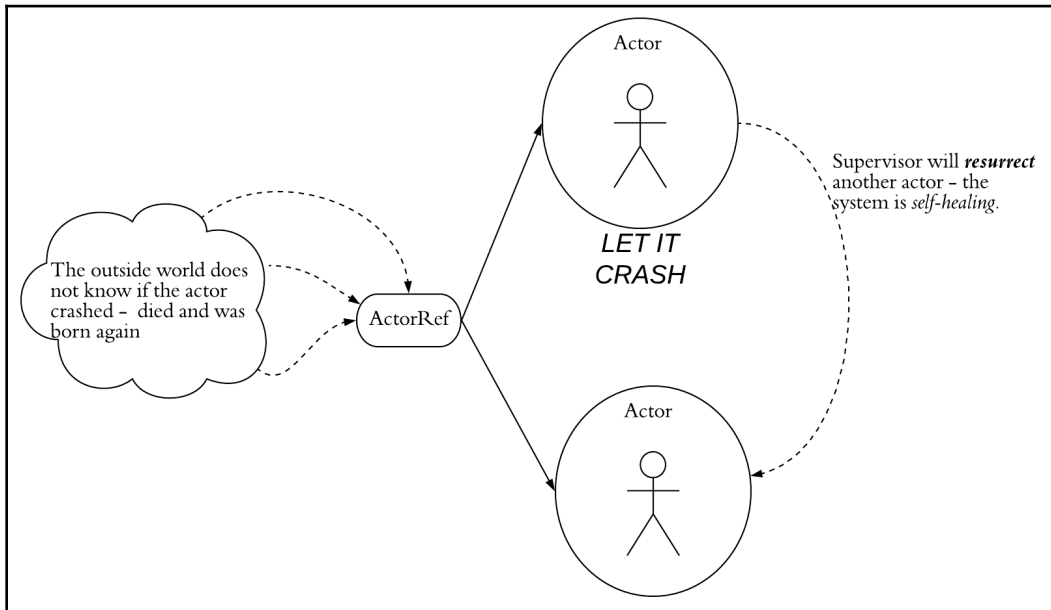 Actor
Supervisor will resurrect
another actor – the
system is self-healing.
LET IT
CRASH
The outside world does
not know if the actor
crashed –  died and was
born again
ActorRef
Actor